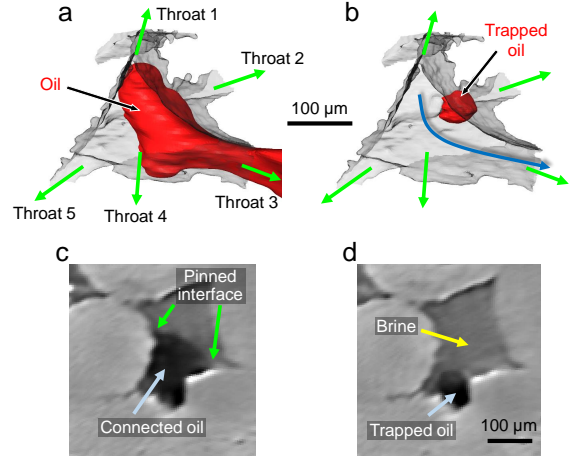 a
Throat 1
Throat 2
Oil
100 µm
Throat 5
Throat 4
Throat 3
b
Trapped
oil
c
Pinned
interface
Connected oil
d
Brine
Trapped oil
100 µm